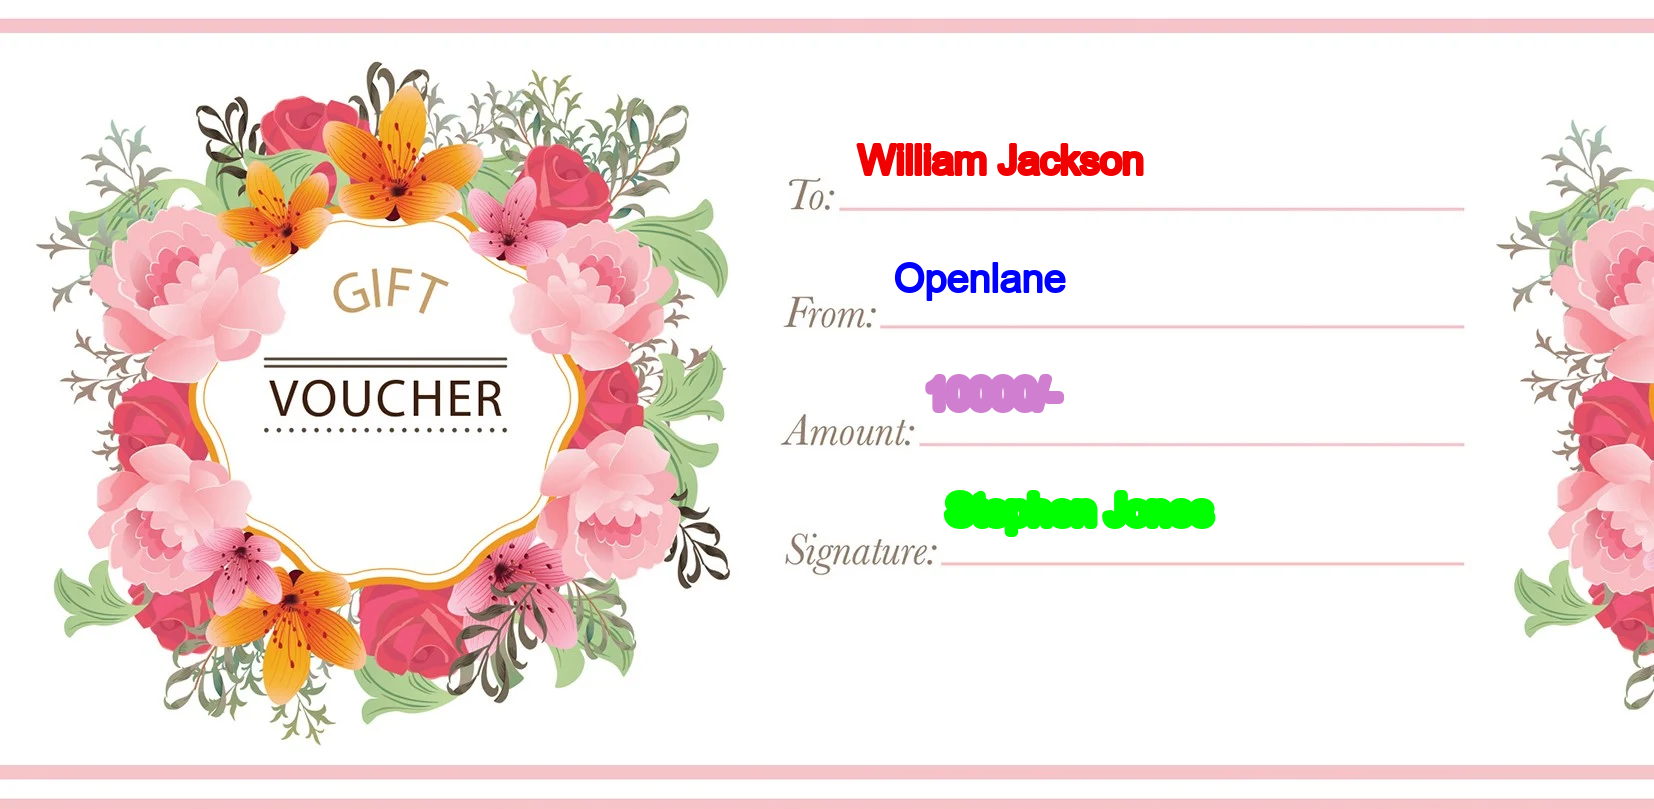 GIFT
VOUCHER
To: William Jackson
From: Openlane
Amount: 10000/-
Signature: Stephen Jones